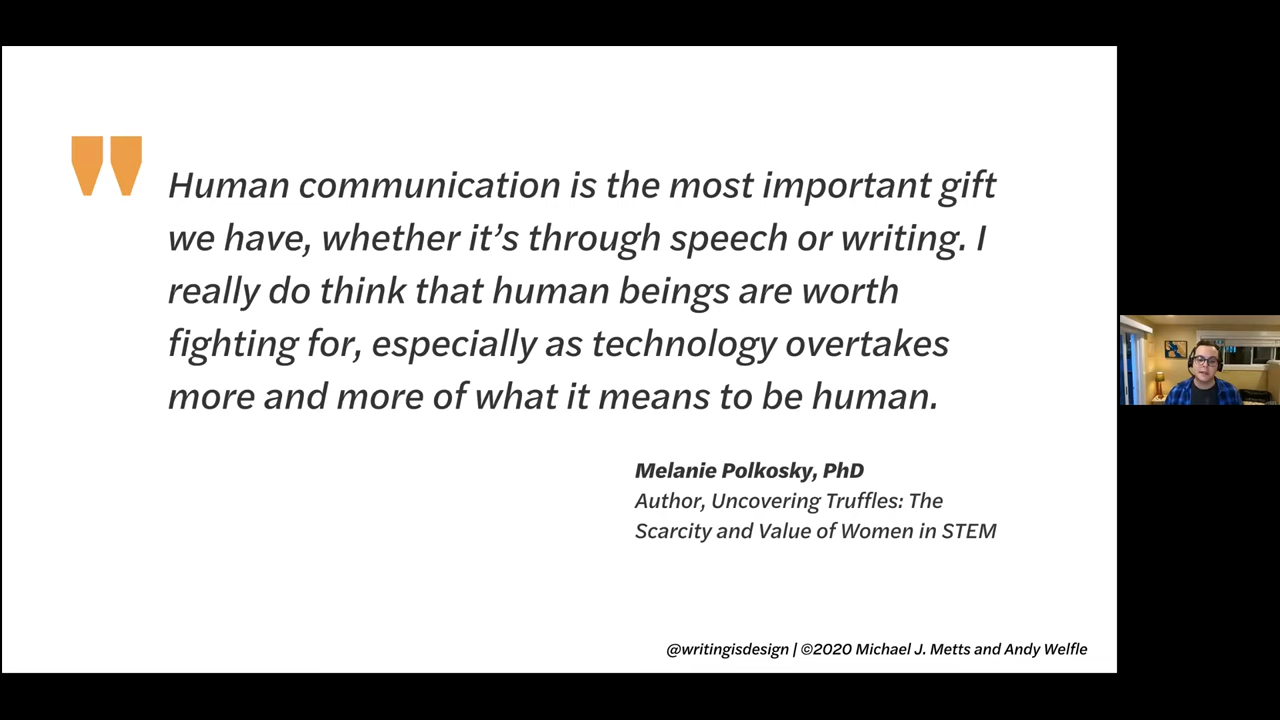 Human communication is the most important gift
we have, whether it’s through speech or writing. I
really do think that human beings are worth
fighting for, especially as technology overtakes
more and more of what it means to be human.
Melanie Polkosky, PhD
Author, Uncovering Truffles: The
Scarcity and Value of Women in STEM
@writingisdesign | ©2020 Michael J. Metts and Andy Welfle